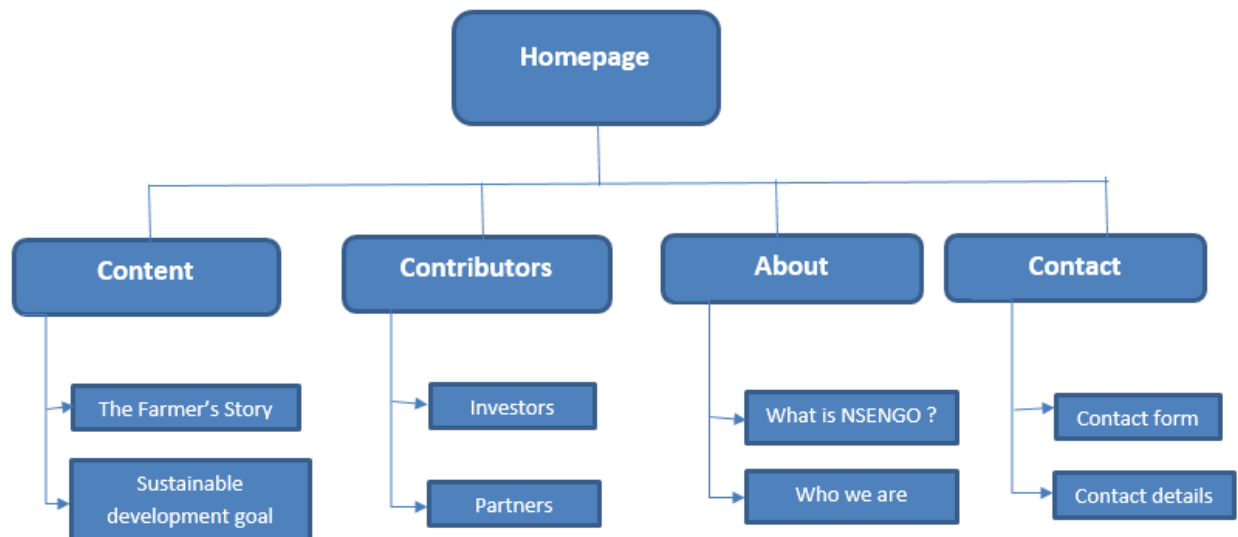 Homepage
Content
Contributors
About
Contact
The Farmer's Story
Investors
What is NSENGO ?
Contact form
Sustainable
development goal
Partners
Who we are
Contact details